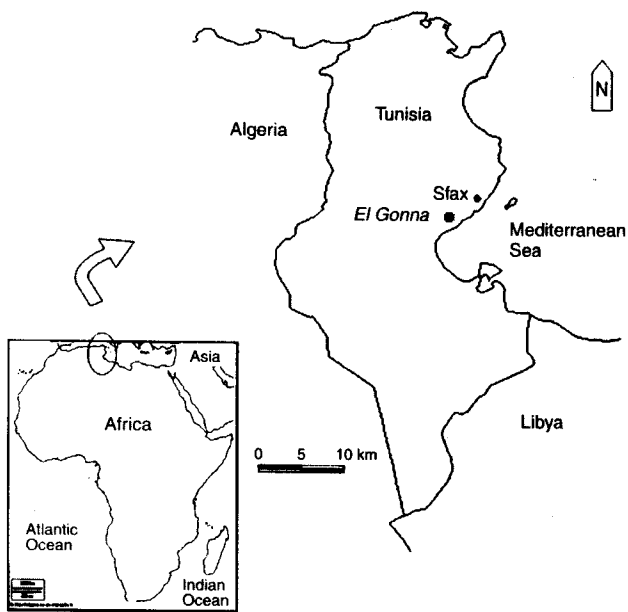 N
Algeria
Tunisia
Sfax
El Gonna
Mediterranean
Sea
Libya
0 5 10 km
Asia
Africa
Atlantic
Ocean
Indian
Ocean